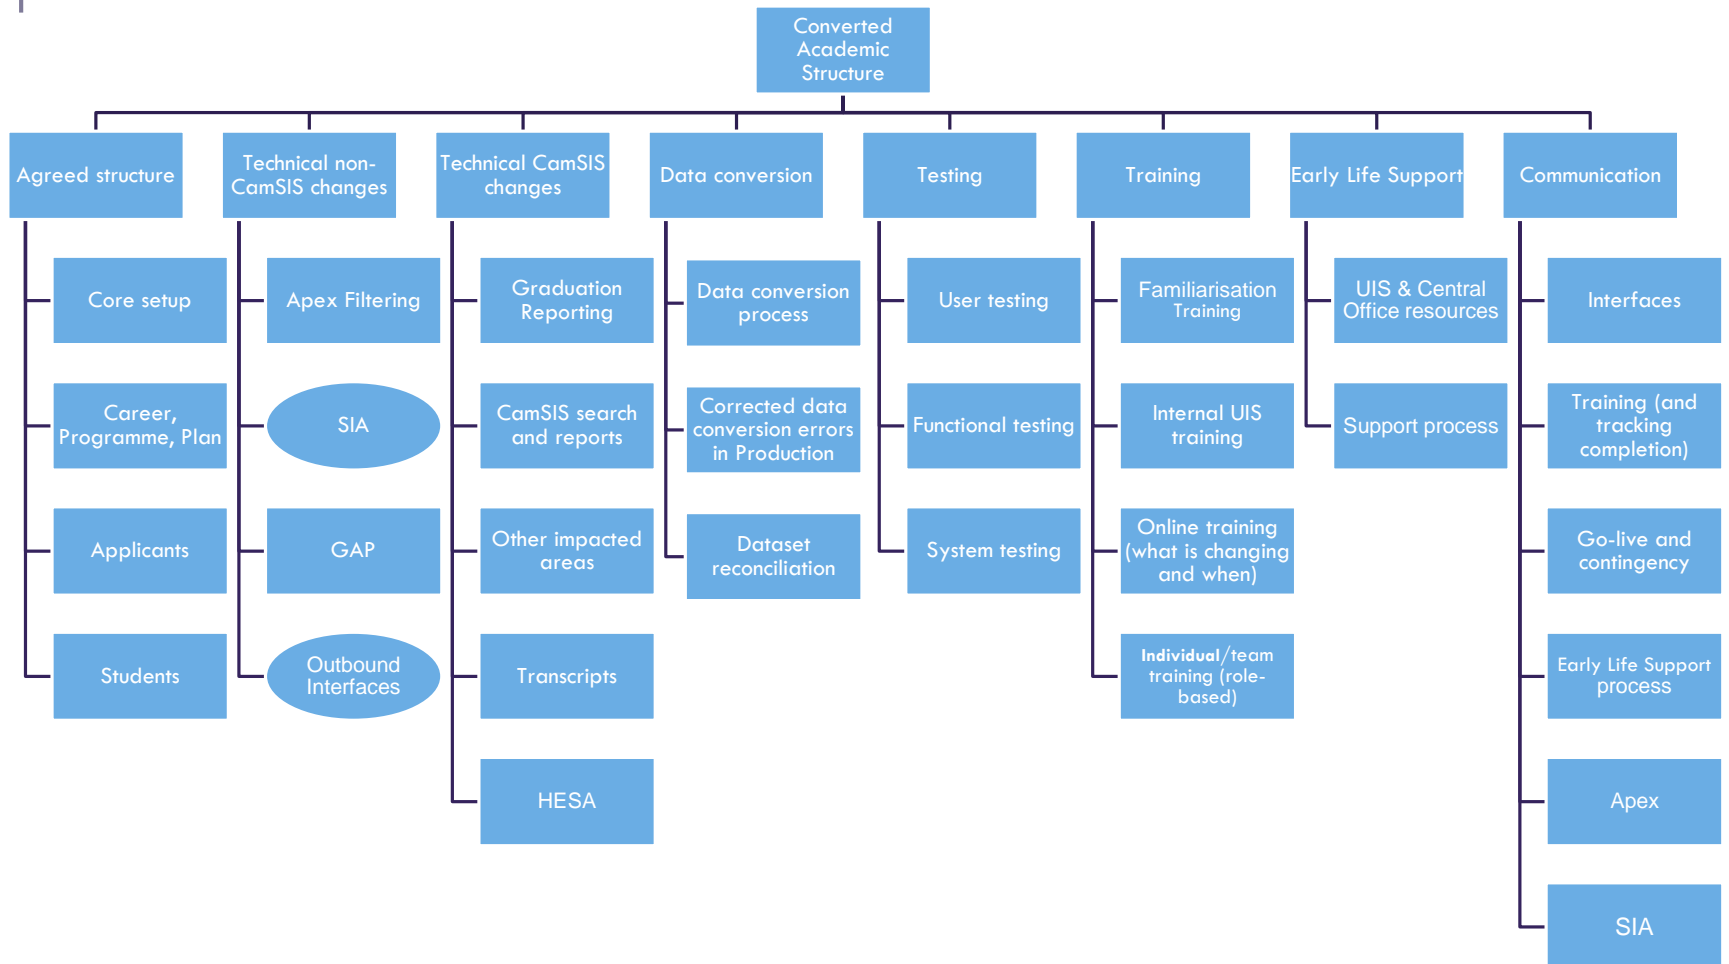 Converted
Academic
Structure
Agreed structure
Technical non-
CamSIS changes
Technical CamSIS
changes
Data conversion
Testing
Training
Early Life Support
Communication
Core setup
Career,
Programme, Plan
Applicants
Students
Apex Filtering
SIA
GAP
Outbound
Interfaces
Graduation
Reporting
CamSIS search
and reports
Other impacted
areas
Transcripts
HESA
Data conversion
process
Corrected data
conversion errors
in Production
Dataset
reconciliation
User testing
Functional testing
System testing
Familiarisation
Training
Internal UIS
training
Online training
(what is changing
and when)
Individual/team
training (role-
based)
UIS & Central
Office resources
Support process
Interfaces
Training (and
tracking
completion)
Go-live and
contingency
Early Life Support
process
Apex
SIA